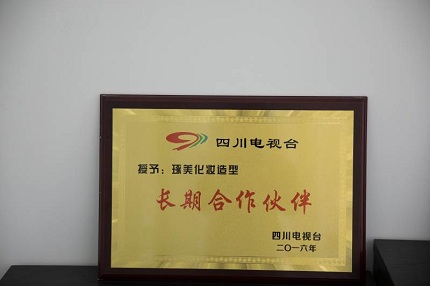 四川电视台
授予：琢美化妆造型
长期合作伙伴
四川电视台
二〇一六年